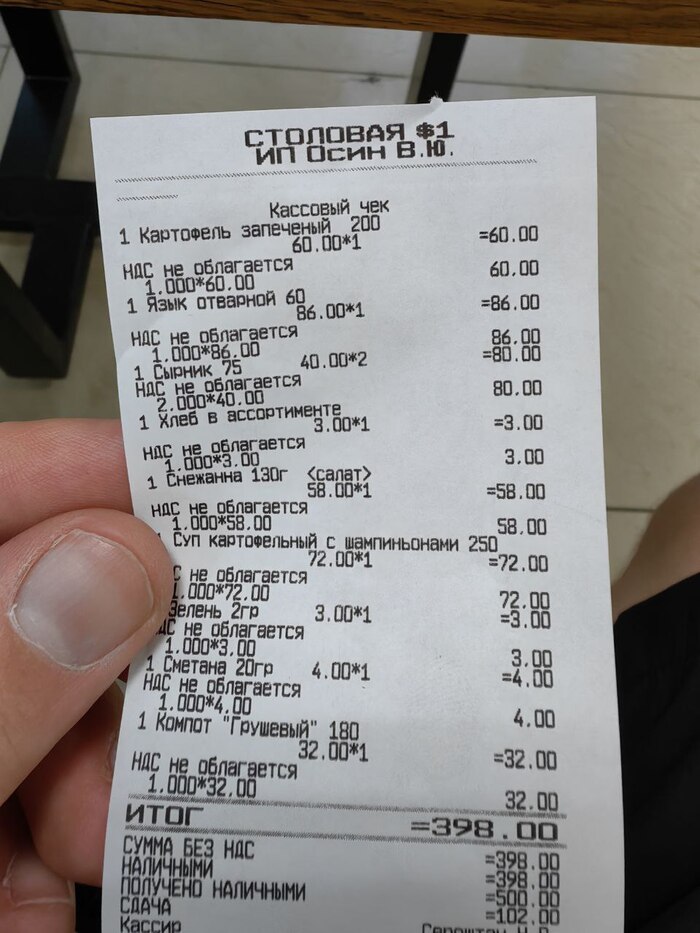 СТОЛОВАЯ $1
ИП Осин В.Ю.
Кассовый чек
1 Картофель запеченый 200
60.00*1 =60.00
НДС не облагается 60.00
1.000*60.00
1 Язык отварной 60
86.00*1 =86.00
НДС не облагается 86.00
1.000*86.00
1 Сырник 75 40.00*2 =80.00
НДС не облагается 80.00
2.000*40.00
1 Хлеб в ассортименте
3.00*1 =3.00
НДС не облагается 3.00
1.000*3.00
1 Снежанна 130г <салат>
58.00*1 =58.00
НДС не облагается 58.00
1.000*58.00
Суп картофельный с шампиньонами 250
72.00*1 =72.00
С не облагается 72.00
1.000*72.00
Зелень 2гр 3.00*1 =3.00
ДС не облагается 3.00
1.000*3.00
1 Сметана 20гр 4.00*1 =4.00
НДС не облагается 4.00
1.000*4.00
1 Компот "Грушевый" 180
32.00*1 =32.00
НДС не облагается 32.00
1.000*32.00
ИТОГ =398.00
СУММА БЕЗ НДС =398.00
НАЛИЧНЫМИ =398.00
ПОЛУЧЕНО НАЛИЧНЫМИ =500.00
СДАЧА =102.00
Кассир